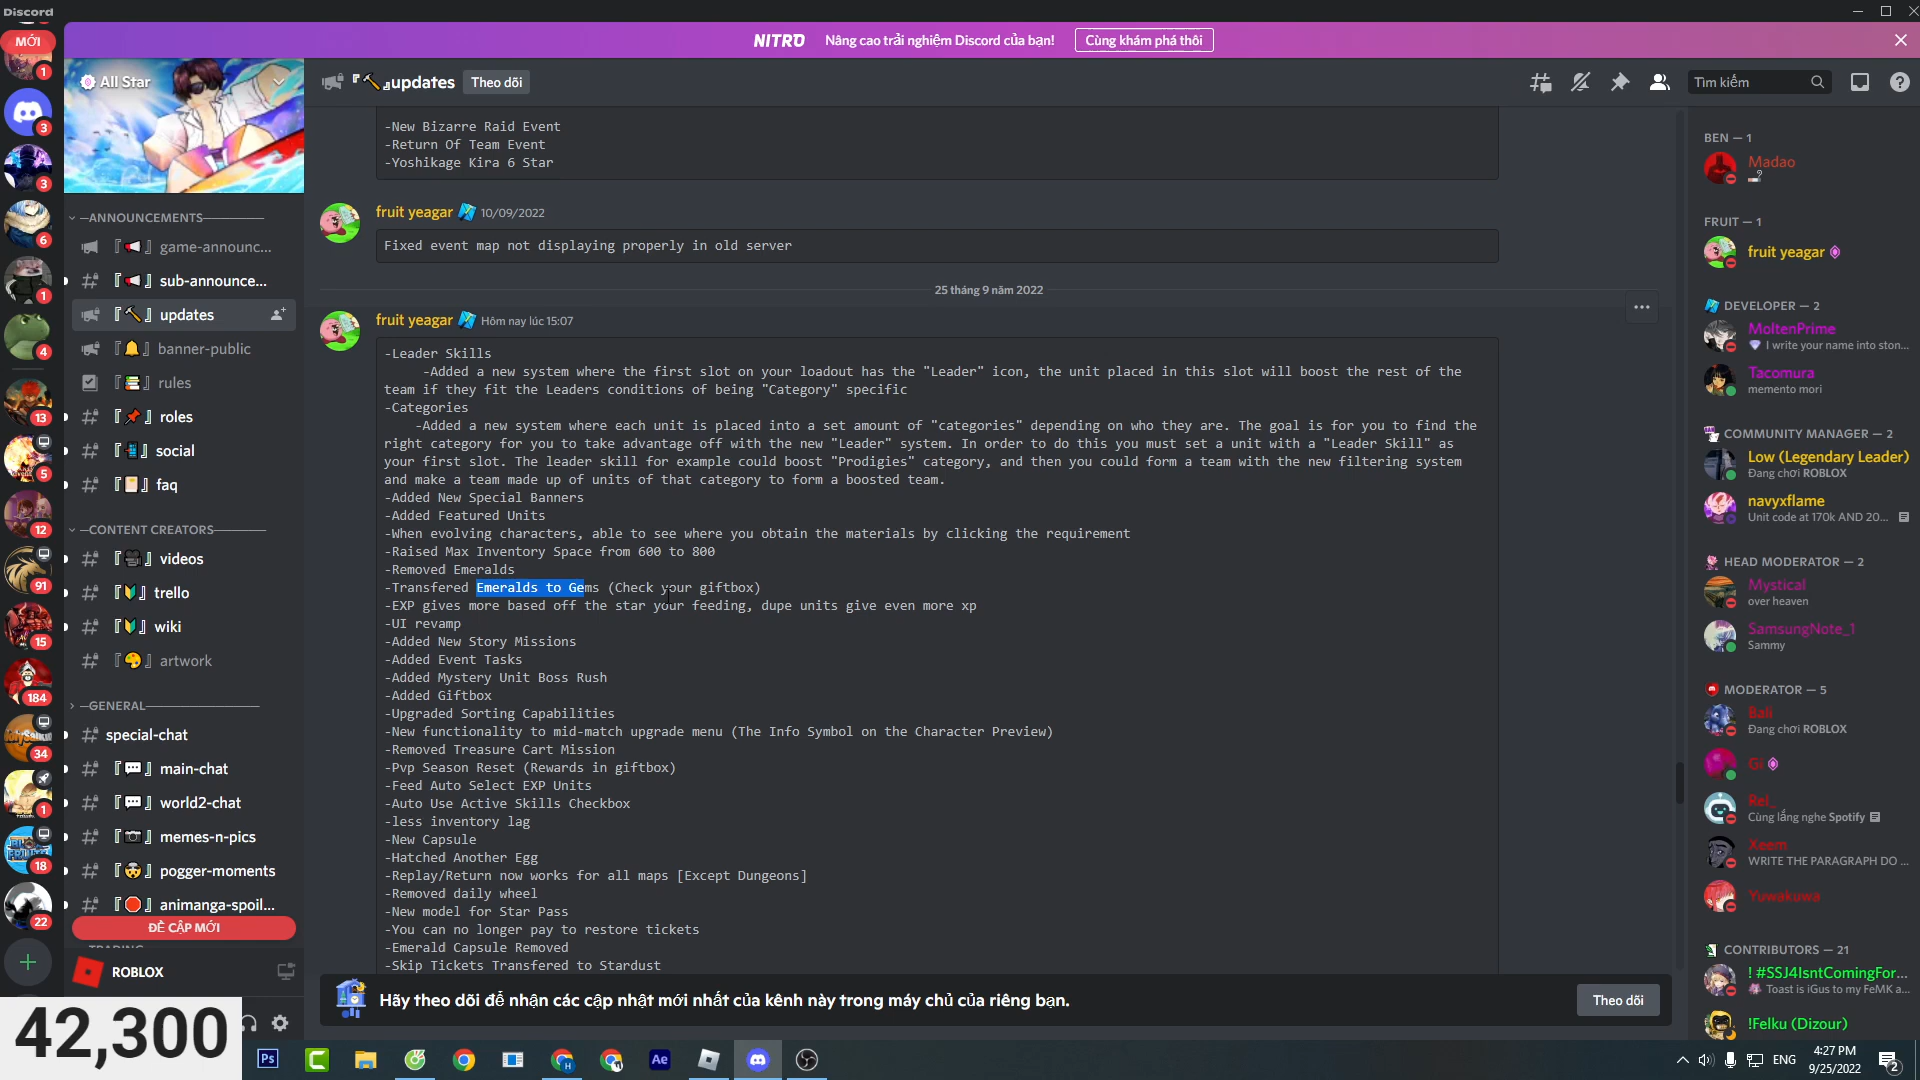 Discord
NITRO Nâng cao trải nghiệm Discord của bạn! Cùng khám phá thôi
MỚI
1
3
3
6
1
4
13
5
12
91
15
184
34
1
18
22
All Star
—ANNOUNCEMENTS———
『📢』game-announc...
『📢』sub-announce...
『🔨』updates
『🔔』banner-public
『📚』rules
『📌』roles
『📱』social
『📒』faq
—CONTENT CREATORS———
『🎥』videos
『🔰』trello
『🔰』wiki
『🎨』artwork
—GENERAL———
special-chat
『💬』main-chat
『💬』world2-chat
『📷』memes-n-pics
『🤯』pogger-moments
『🛑』animanga-spoil...
ĐỀ CẬP MỚI
ROBLOX
42,300
『🔨』updates Theo dõi
Tìm kiếm
-New Bizarre Raid Event
-Return Of Team Event
-Yoshikage Kira 6 Star
fruit yeagar 10/09/2022
Fixed event map not displaying properly in old server
25 tháng 9 năm 2022
fruit yeagar Hôm nay lúc 15:07
-Leader Skills
-Added a new system where the first slot on your loadout has the "Leader" icon, the unit placed in this slot will boost the rest of the
team if they fit the Leaders conditions of being "Category" specific
-Categories
-Added a new system where each unit is placed into a set amount of "categories" depending on who they are. The goal is for you to find the
right category for you to take advantage off with the new "Leader" system. In order to do this you must set a unit with a "Leader Skill" as
your first slot. The leader skill for example could boost "Prodigies" category, and then you could form a team with the new filtering system
and make a team made up of units of that category to form a boosted team.
-Added New Special Banners
-Added Featured Units
-When evolving characters, able to see where you obtain the materials by clicking the requirement
-Raised Max Inventory Space from 600 to 800
-Removed Emeralds
-Transfered Emeralds to Gems (Check your giftbox)
-EXP gives more based off the star your feeding, dupe units give even more xp
-UI revamp
-Added New Story Missions
-Added Event Tasks
-Added Mystery Unit Boss Rush
-Added Giftbox
-Upgraded Sorting Capabilities
-New functionality to mid-match upgrade menu (The Info Symbol on the Character Preview)
-Removed Treasure Cart Mission
-Pvp Season Reset (Rewards in giftbox)
-Feed Auto Select EXP Units
-Auto Use Active Skills Checkbox
-less inventory lag
-New Capsule
-Hatched Another Egg
-Replay/Return now works for all maps [Except Dungeons]
-Removed daily wheel
-New model for Star Pass
-You can no longer pay to restore tickets
-Emerald Capsule Removed
-Skip Tickets Transfered to Stardust
Hãy theo dõi để nhận các cập nhật mới nhất của kênh này trong máy chủ của riêng bạn. Theo dõi
BEN — 1
Madao
FRUIT — 1
fruit yeagar
DEVELOPER — 2
MoltenPrime
I write your name into ston...
Tacomura
memento mori
COMMUNITY MANAGER — 2
Low (Legendary Leader)
Đang chơi ROBLOX
navyxflame
Unit code at 170k AND 20...
HEAD MODERATOR — 2
Mystical
over heaven
SamsungNote_1
Sammy
MODERATOR — 5
Bali
Đang chơi ROBLOX
Gi
Rel_
Cùng lắng nghe Spotify
Xeem
WRITE THE PARAGRAPH DO ...
Yuwakuwa
CONTRIBUTORS — 21
! #SSJ4IsntComingFor...
Toast is iGus to my FeMK a...
!Felku (Dizour)
Ps
Ae
ENG
4:27 PM
9/25/2022
2